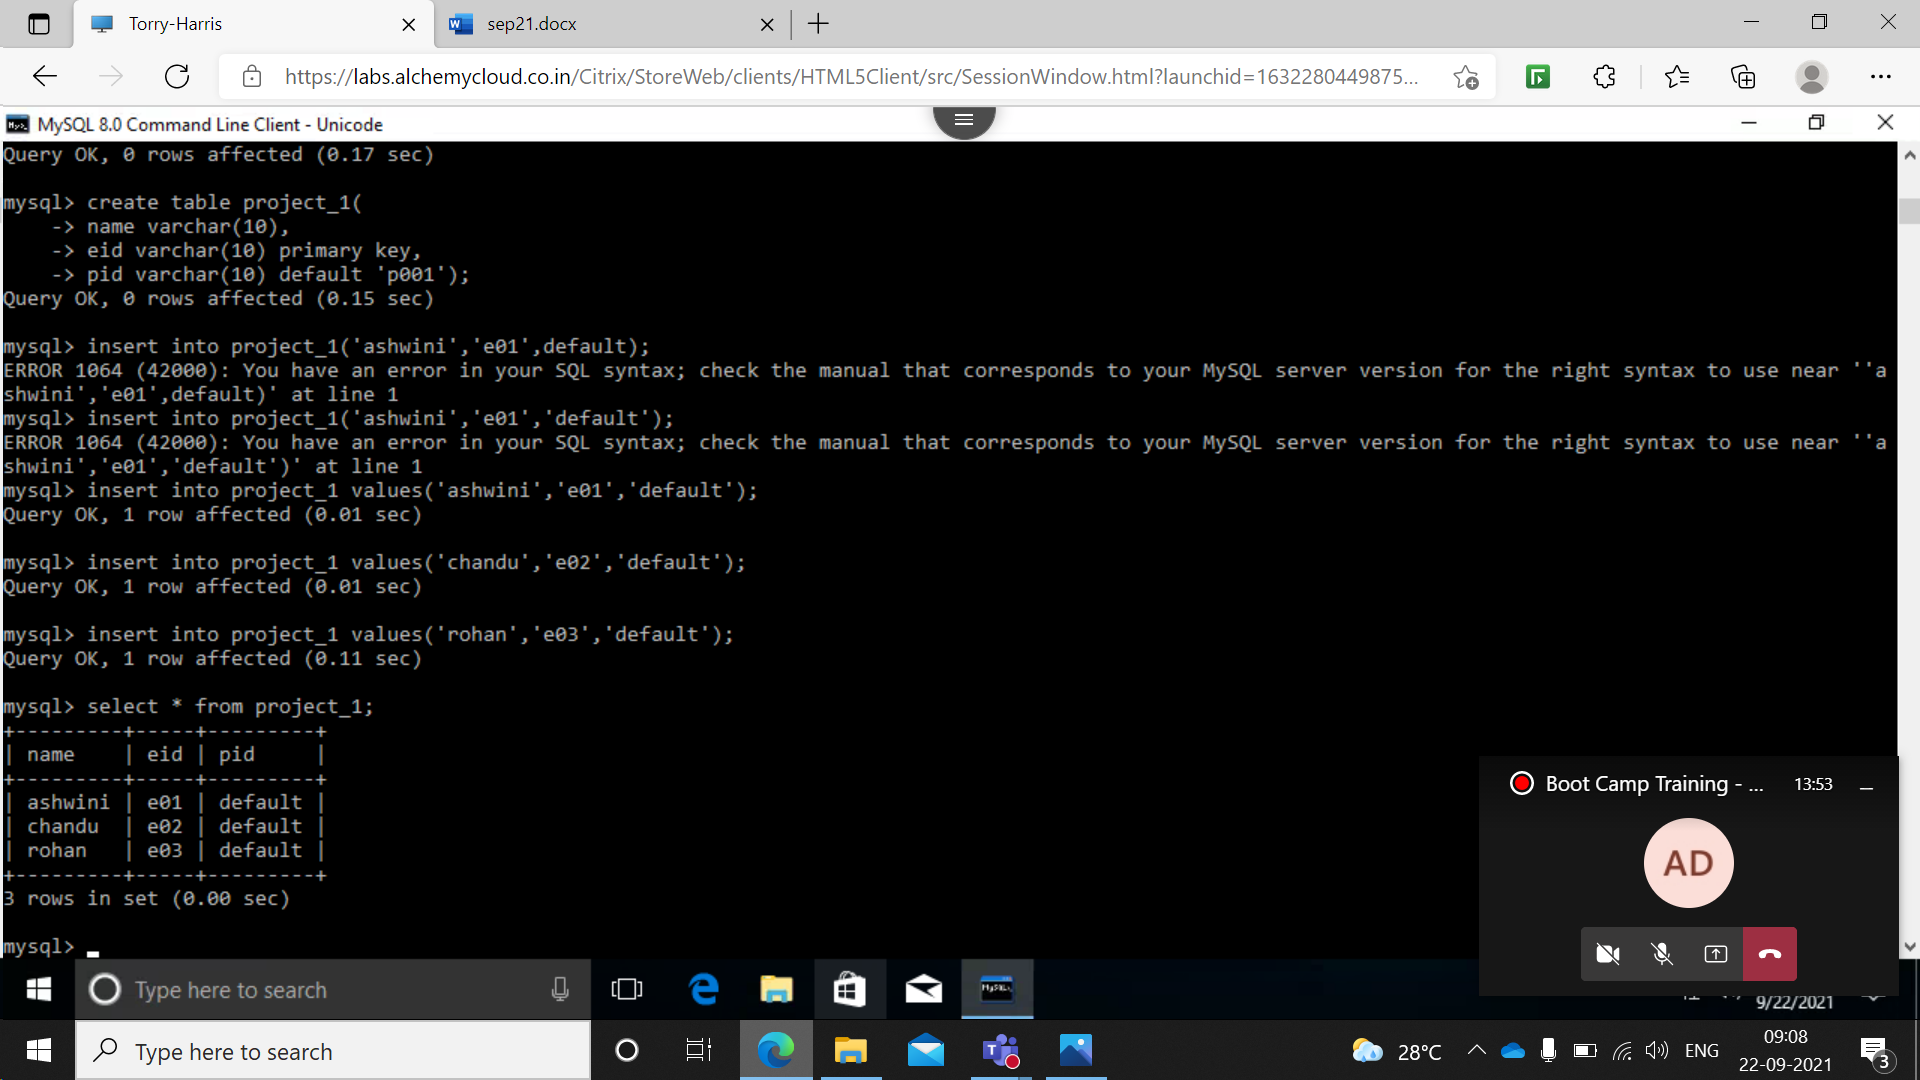 Torry-Harris
sep21.docx
https://labs.alchemycloud.co.in/Citrix/StoreWeb/clients/HTML5Client/src/SessionWindow.html?launchid=1632280449875...
MySQL 8.0 Command Line Client - Unicode
Query OK, 0 rows affected (0.17 sec)
mysql> create table project_1(
    -> name varchar(10),
    -> eid varchar(10) primary key,
    -> pid varchar(10) default 'p001');
Query OK, 0 rows affected (0.15 sec)
mysql> insert into project_1('ashwini','e01',default);
ERROR 1064 (42000): You have an error in your SQL syntax; check the manual that corresponds to your MySQL server version for the right syntax to use near ''a
shwini','e01',default)' at line 1
mysql> insert into project_1('ashwini','e01','default');
ERROR 1064 (42000): You have an error in your SQL syntax; check the manual that corresponds to your MySQL server version for the right syntax to use near ''a
shwini','e01','default')' at line 1
mysql> insert into project_1 values('ashwini','e01','default');
Query OK, 1 row affected (0.01 sec)
mysql> insert into project_1 values('chandu','e02','default');
Query OK, 1 row affected (0.01 sec)
mysql> insert into project_1 values('rohan','e03','default');
Query OK, 1 row affected (0.11 sec)
mysql> select * from project_1;
+---------+-----+---------+
| name    | eid | pid     |
+---------+-----+---------+
| ashwini | e01 | default |
| chandu  | e02 | default |
| rohan   | e03 | default |
+---------+-----+---------+
3 rows in set (0.00 sec)
mysql>
Boot Camp Training - ... 13:53
AD
Type here to search
9/22/2021
Type here to search
28°C
ENG
09:08
22-09-2021
3